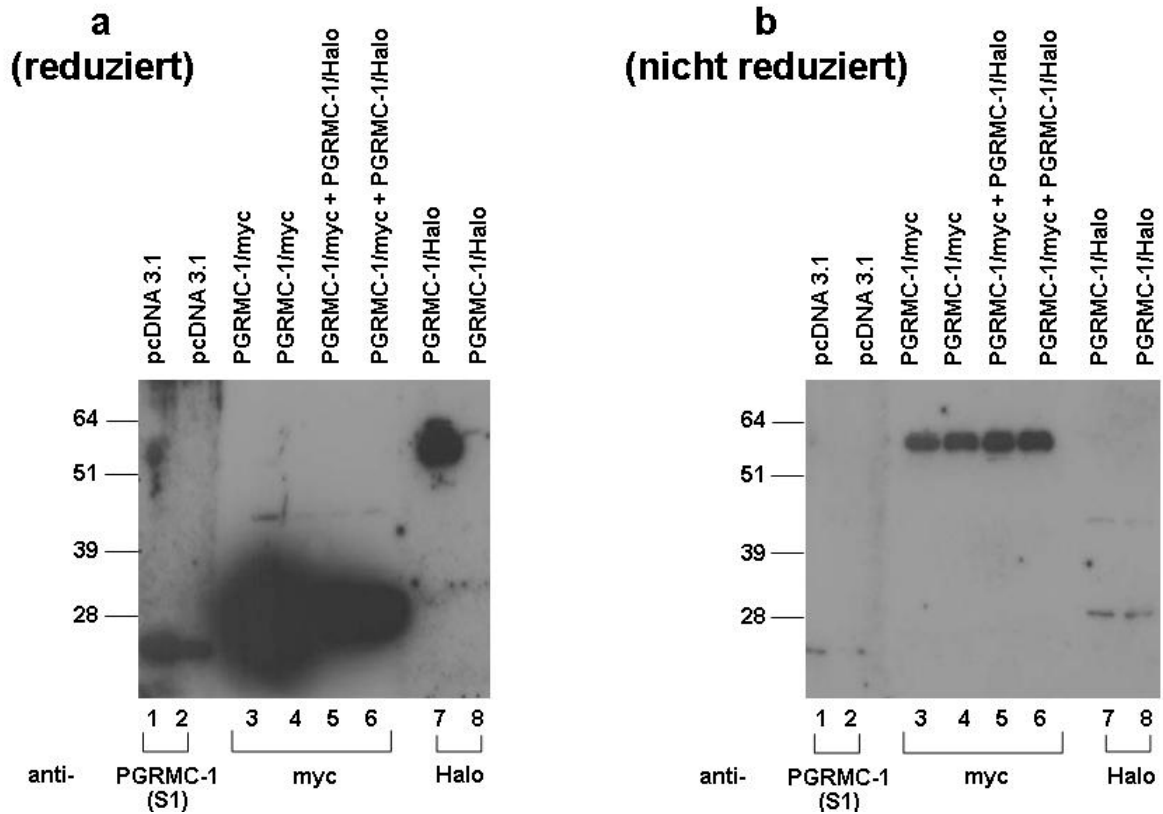 a
(reduziert)
pcDNA 3.1
pcDNA 3.1
PGRMC-1/myc
PGRMC-1/myc
PGRMC-1/myc + PGRMC-1/Halo
PGRMC-1/myc + PGRMC-1/Halo
PGRMC-1/Halo
PGRMC-1/Halo
64
51
39
28
1 2 3 4 5 6 7 8
anti- PGRMC-1 myc Halo
(S1)
b
(nicht reduziert)
pcDNA 3.1
pcDNA 3.1
PGRMC-1/myc
PGRMC-1/myc
PGRMC-1/myc + PGRMC-1/Halo
PGRMC-1/myc + PGRMC-1/Halo
PGRMC-1/Halo
PGRMC-1/Halo
64
51
39
28
1 2 3 4 5 6 7 8
anti- PGRMC-1 myc Halo
(S1)